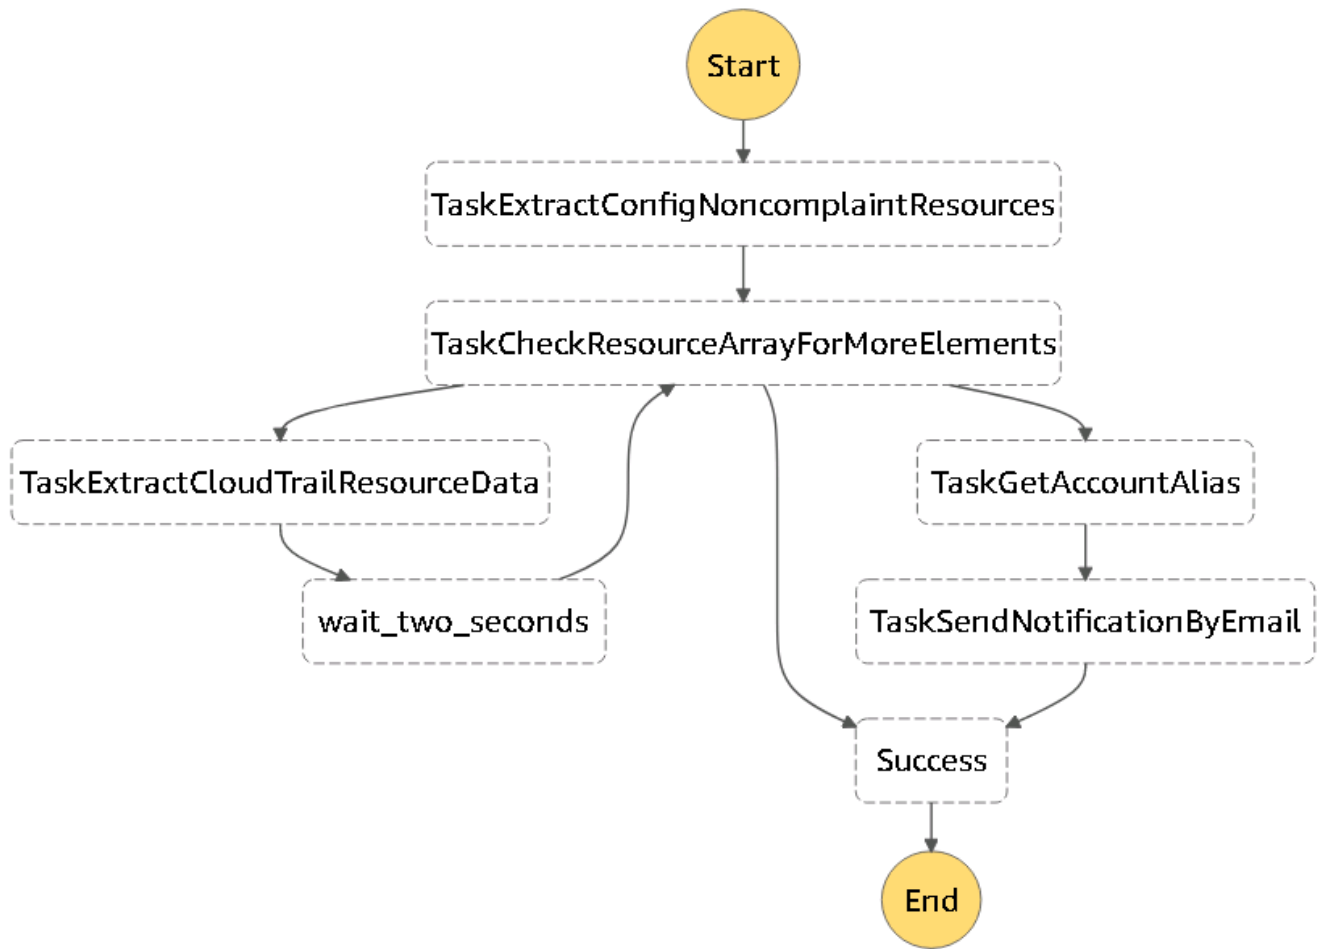 Start
TaskExtractConfigNoncomplaintResources
TaskCheckResourceArrayForMoreElements
TaskExtractCloudTrailResourceData
TaskGetAccountAlias
wait_two_seconds
TaskSendNotificationByEmail
Success
End